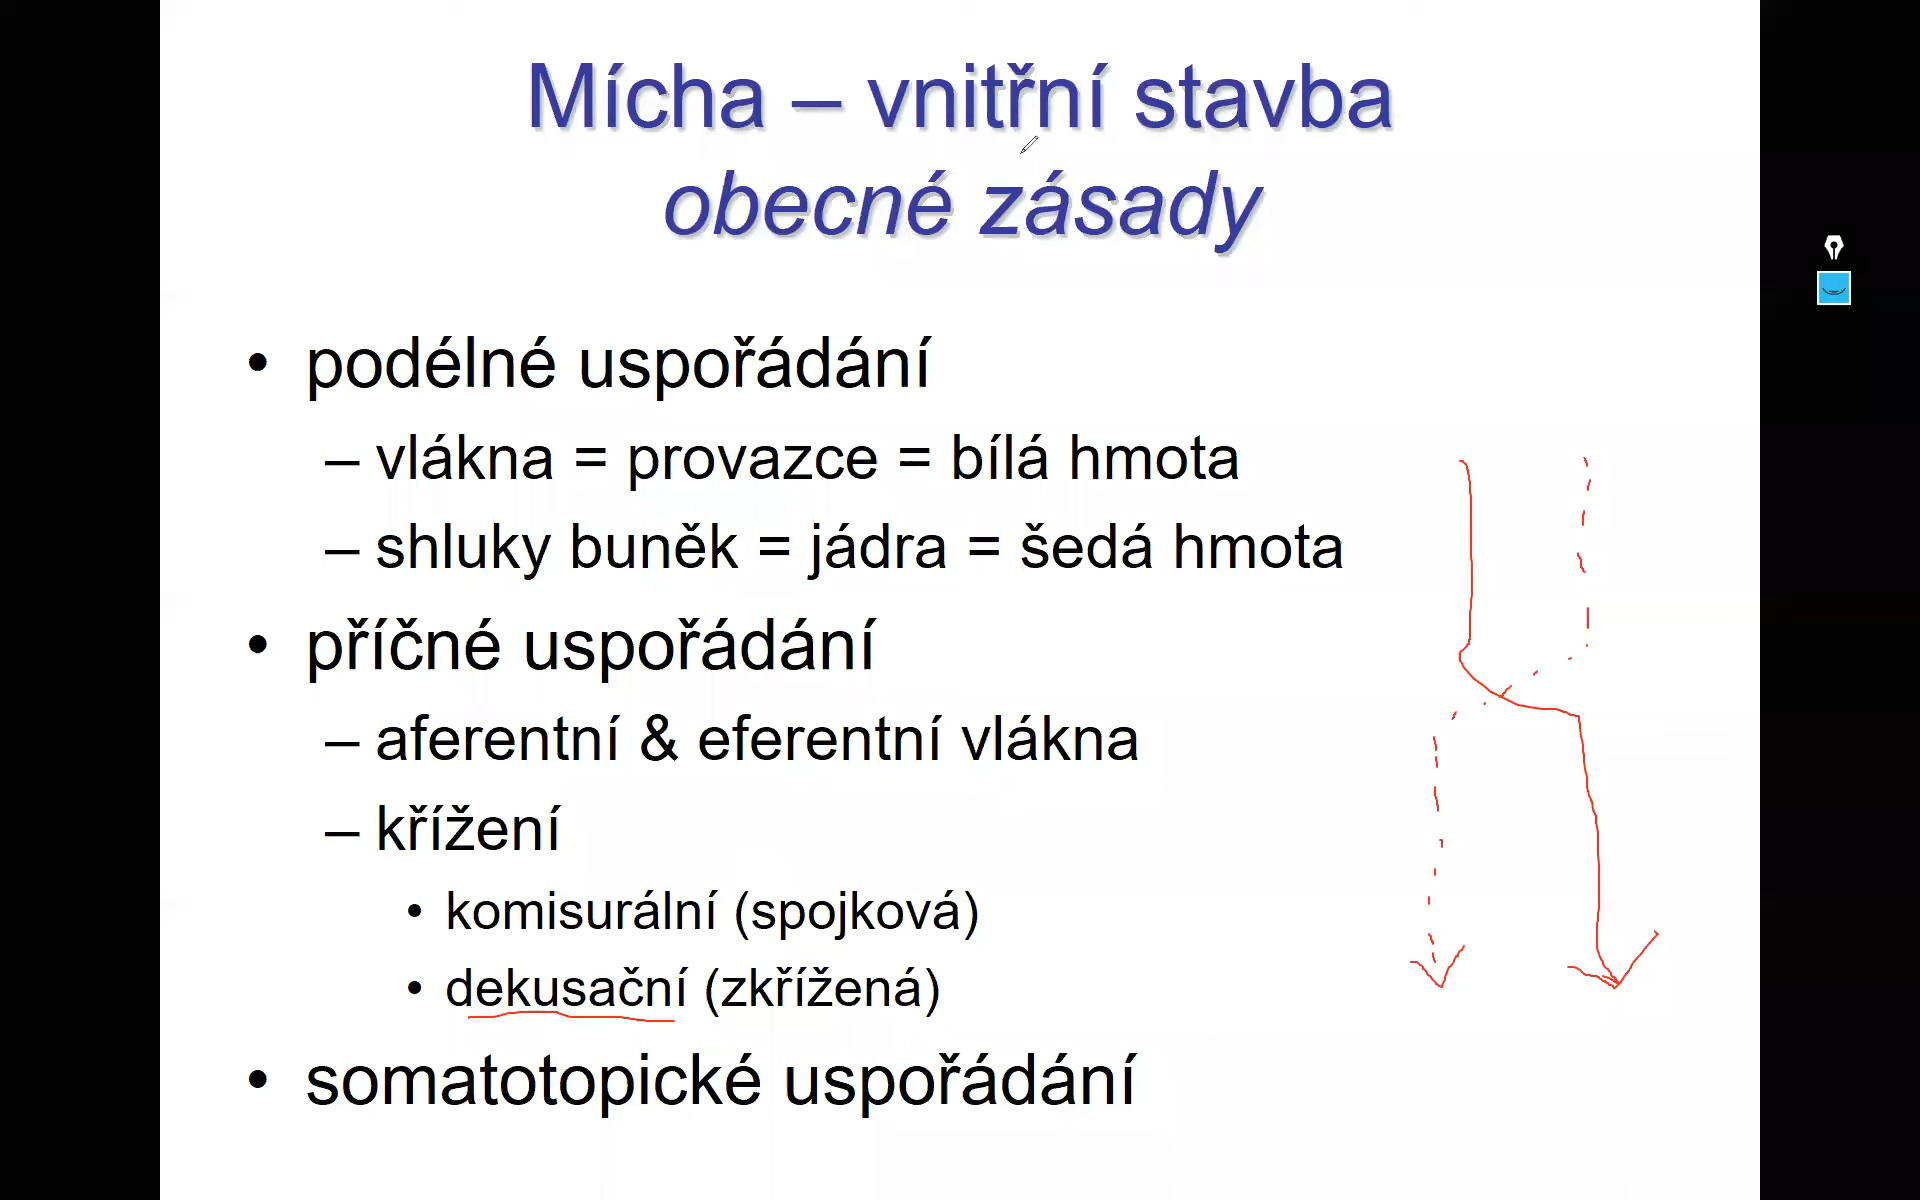 Mícha – vnitřní stavba
obecné zásady
• podélné uspořádání
– vlákna = provazce = bílá hmota
– shluky buněk = jádra = šedá hmota
• příčné uspořádání
– aferentní & eferentní vlákna
– křížení
• komisurální (spojková)
• dekusační (zkřížená)
• somatotopické uspořádání